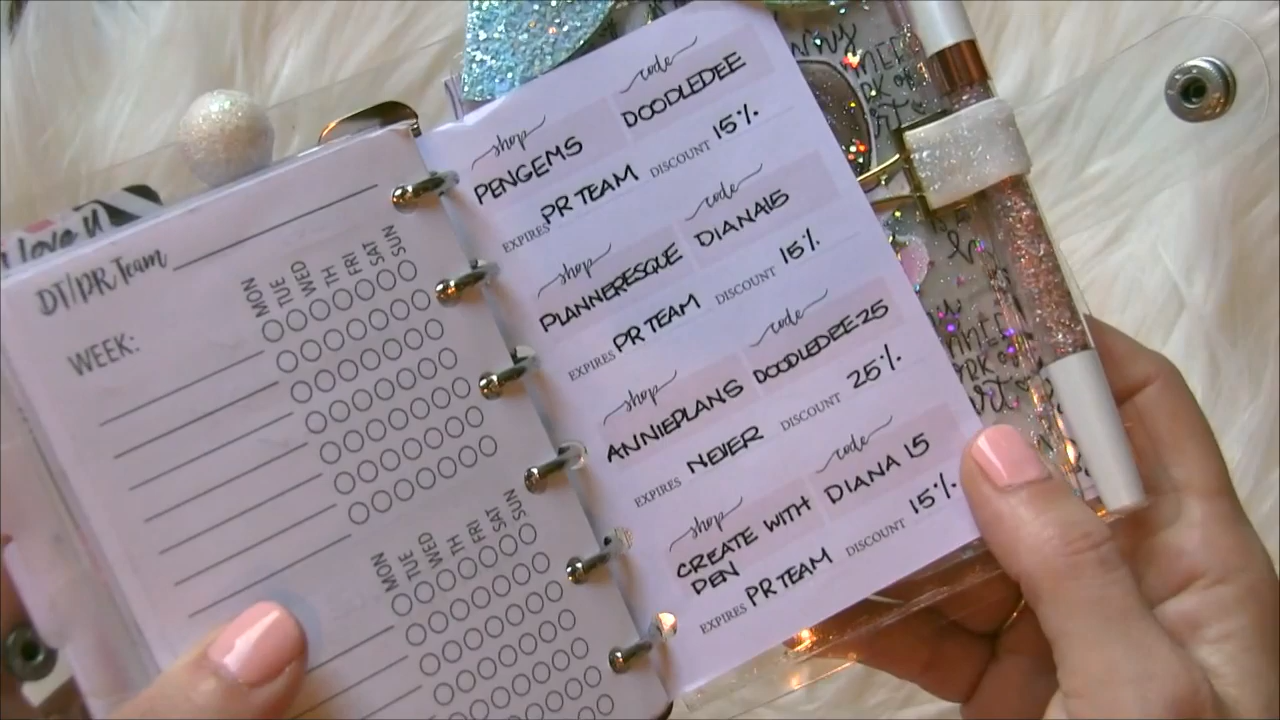 DT/PR Team
WEEK:
MON TUE WED TH FRI SAT SUN
MON TUE WED TH FRI SAT SUN
shop code
PENGEMS DOODLEDEE
EXPIRES PR TEAM DISCOUNT 15%
shop code
PLANNERESQUE DIANA15
EXPIRES PR TEAM DISCOUNT 15%
shop code
ANNIEPLANS DOODLEDEE25
EXPIRES NEVER DISCOUNT 25%
shop code
CREATE WITH DIANA 15
PEN
EXPIRES PR TEAM DISCOUNT 15%
love u